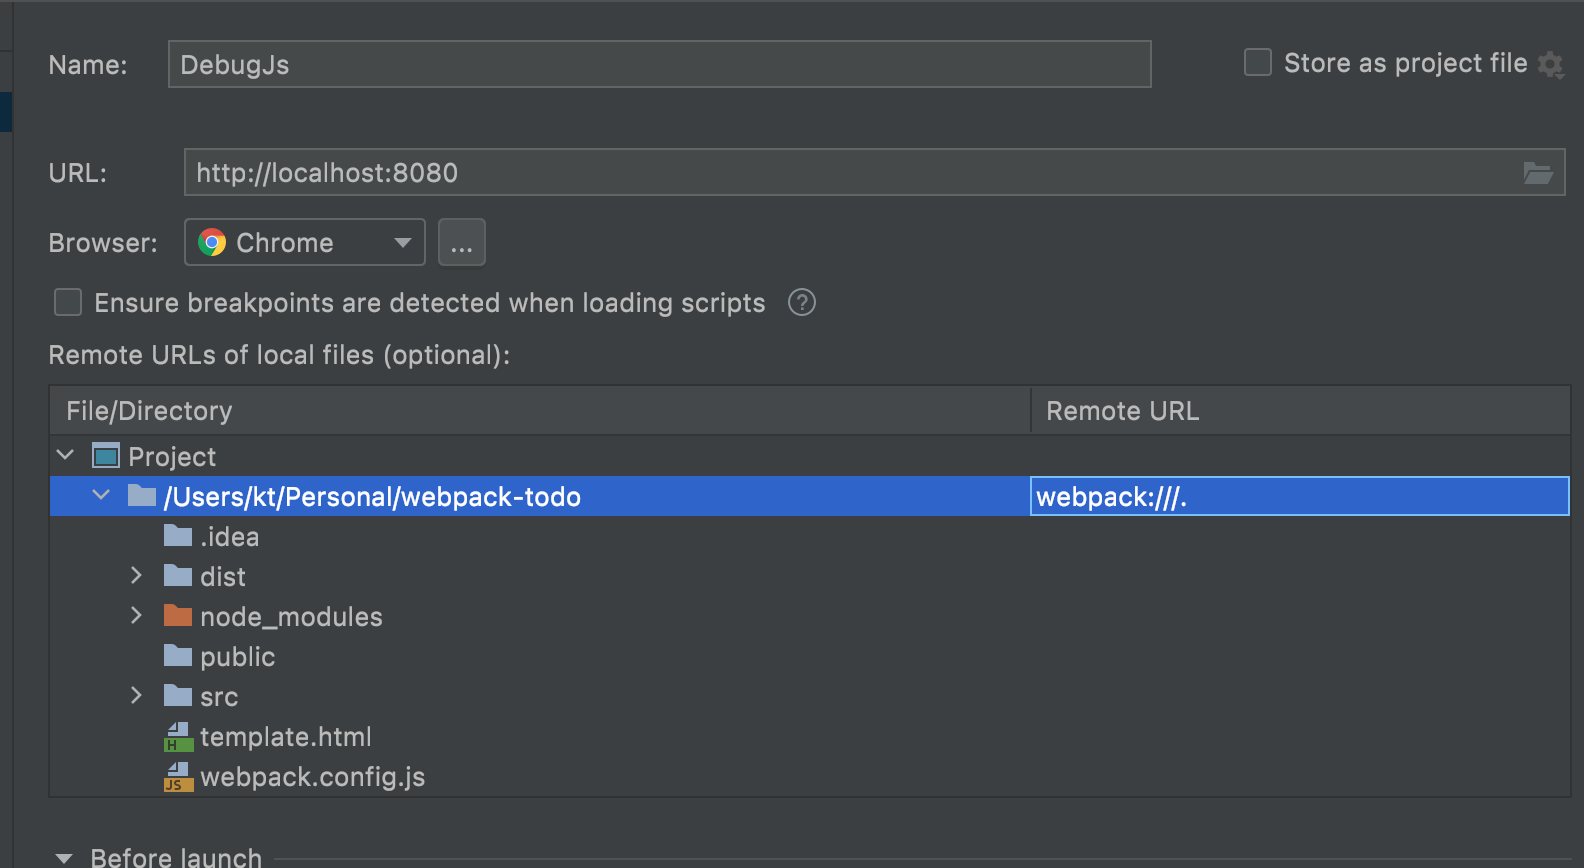 Name: DebugJs Store as project file
URL: http://localhost:8080
Browser: Chrome ...
Ensure breakpoints are detected when loading scripts ?
Remote URLs of local files (optional):
File/Directory Remote URL
Project
/Users/kt/Personal/webpack-todo webpack:///.
.idea
dist
node_modules
public
src
H template.html
JS webpack.config.js
Before launch